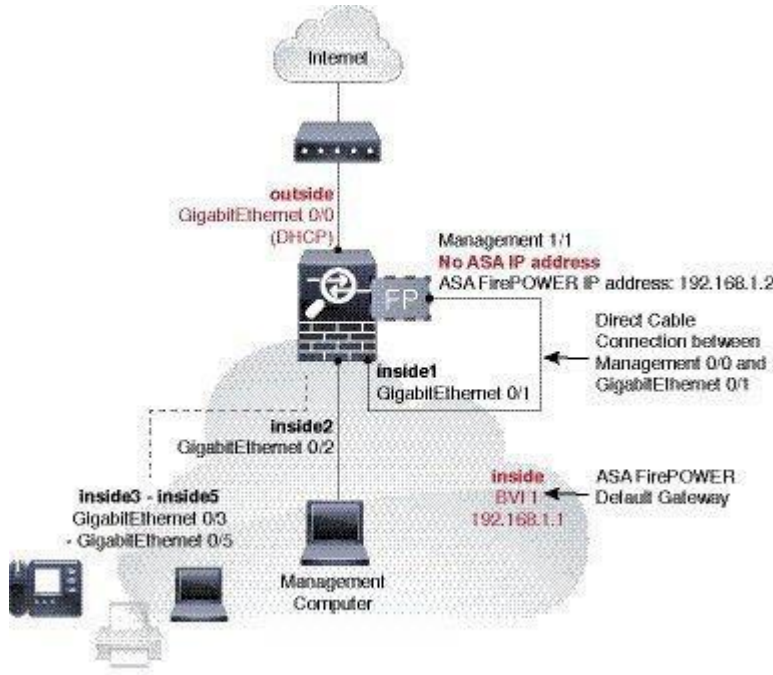 Internet
outside
GigabitEthernet 0/0
(DHCP)
Management 1/1
No ASA IP address
ASA FirePOWER IP address: 192.168.1.2
FP
Direct Cable
Connection between
Management 0/0 and
GigabitEthernet 0/1
inside1
GigabitEthernet 0/1
inside2
GigabitEthernet 0/2
inside
BVI 1
192.168.1.1
ASA FirePOWER
Default Gateway
inside3 - inside5
GigabitEthernet 0/3
- GigabitEthernet 0/5
Management
Computer